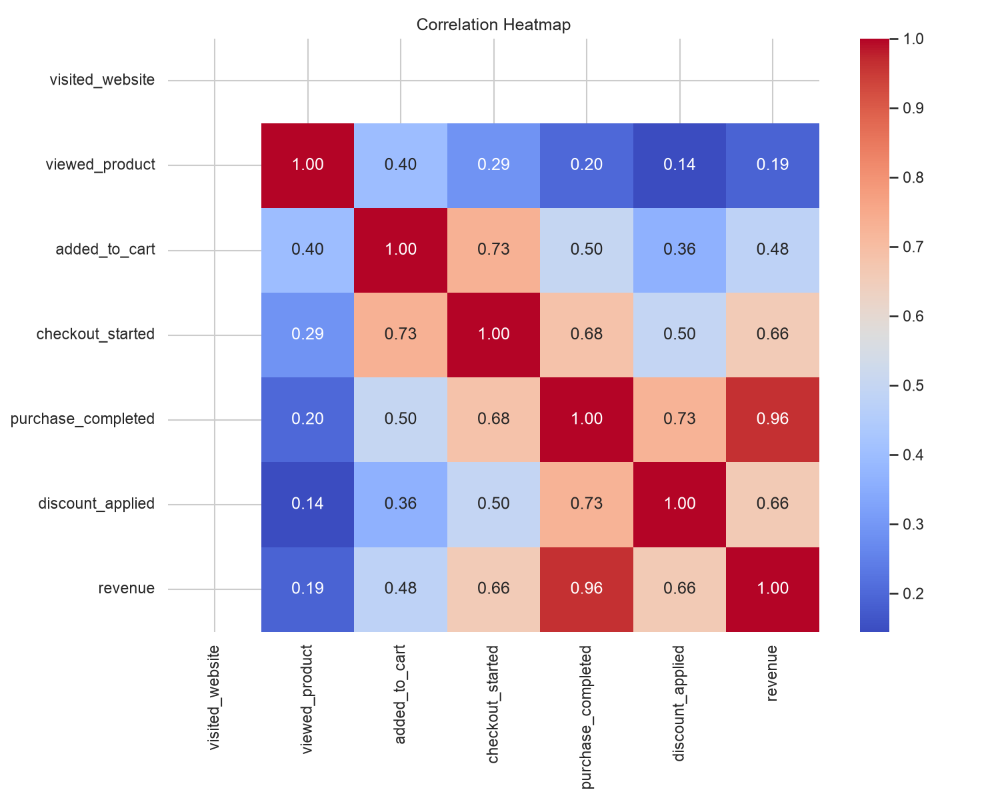 Correlation Heatmap
visited_website
viewed_product 1.00 0.40 0.29 0.20 0.14 0.19
added_to_cart 0.40 1.00 0.73 0.50 0.36 0.48
checkout_started 0.29 0.73 1.00 0.68 0.50 0.66
purchase_completed 0.20 0.50 0.68 1.00 0.73 0.96
discount_applied 0.14 0.36 0.50 0.73 1.00 0.66
revenue 0.19 0.48 0.66 0.96 0.66 1.00
visited_website
viewed_product
added_to_cart
checkout_started
purchase_completed
discount_applied
revenue
1.0
0.9
0.8
0.7
0.6
0.5
0.4
0.3
0.2